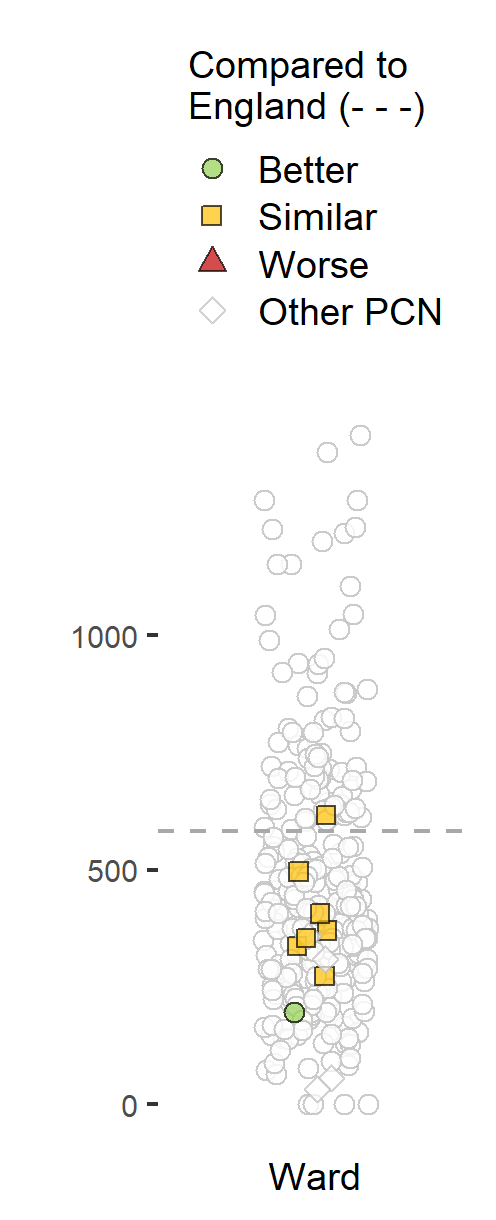 Compared to
England (- - -)
Better
Similar
Worse
Other PCN
1000
500
0
Ward